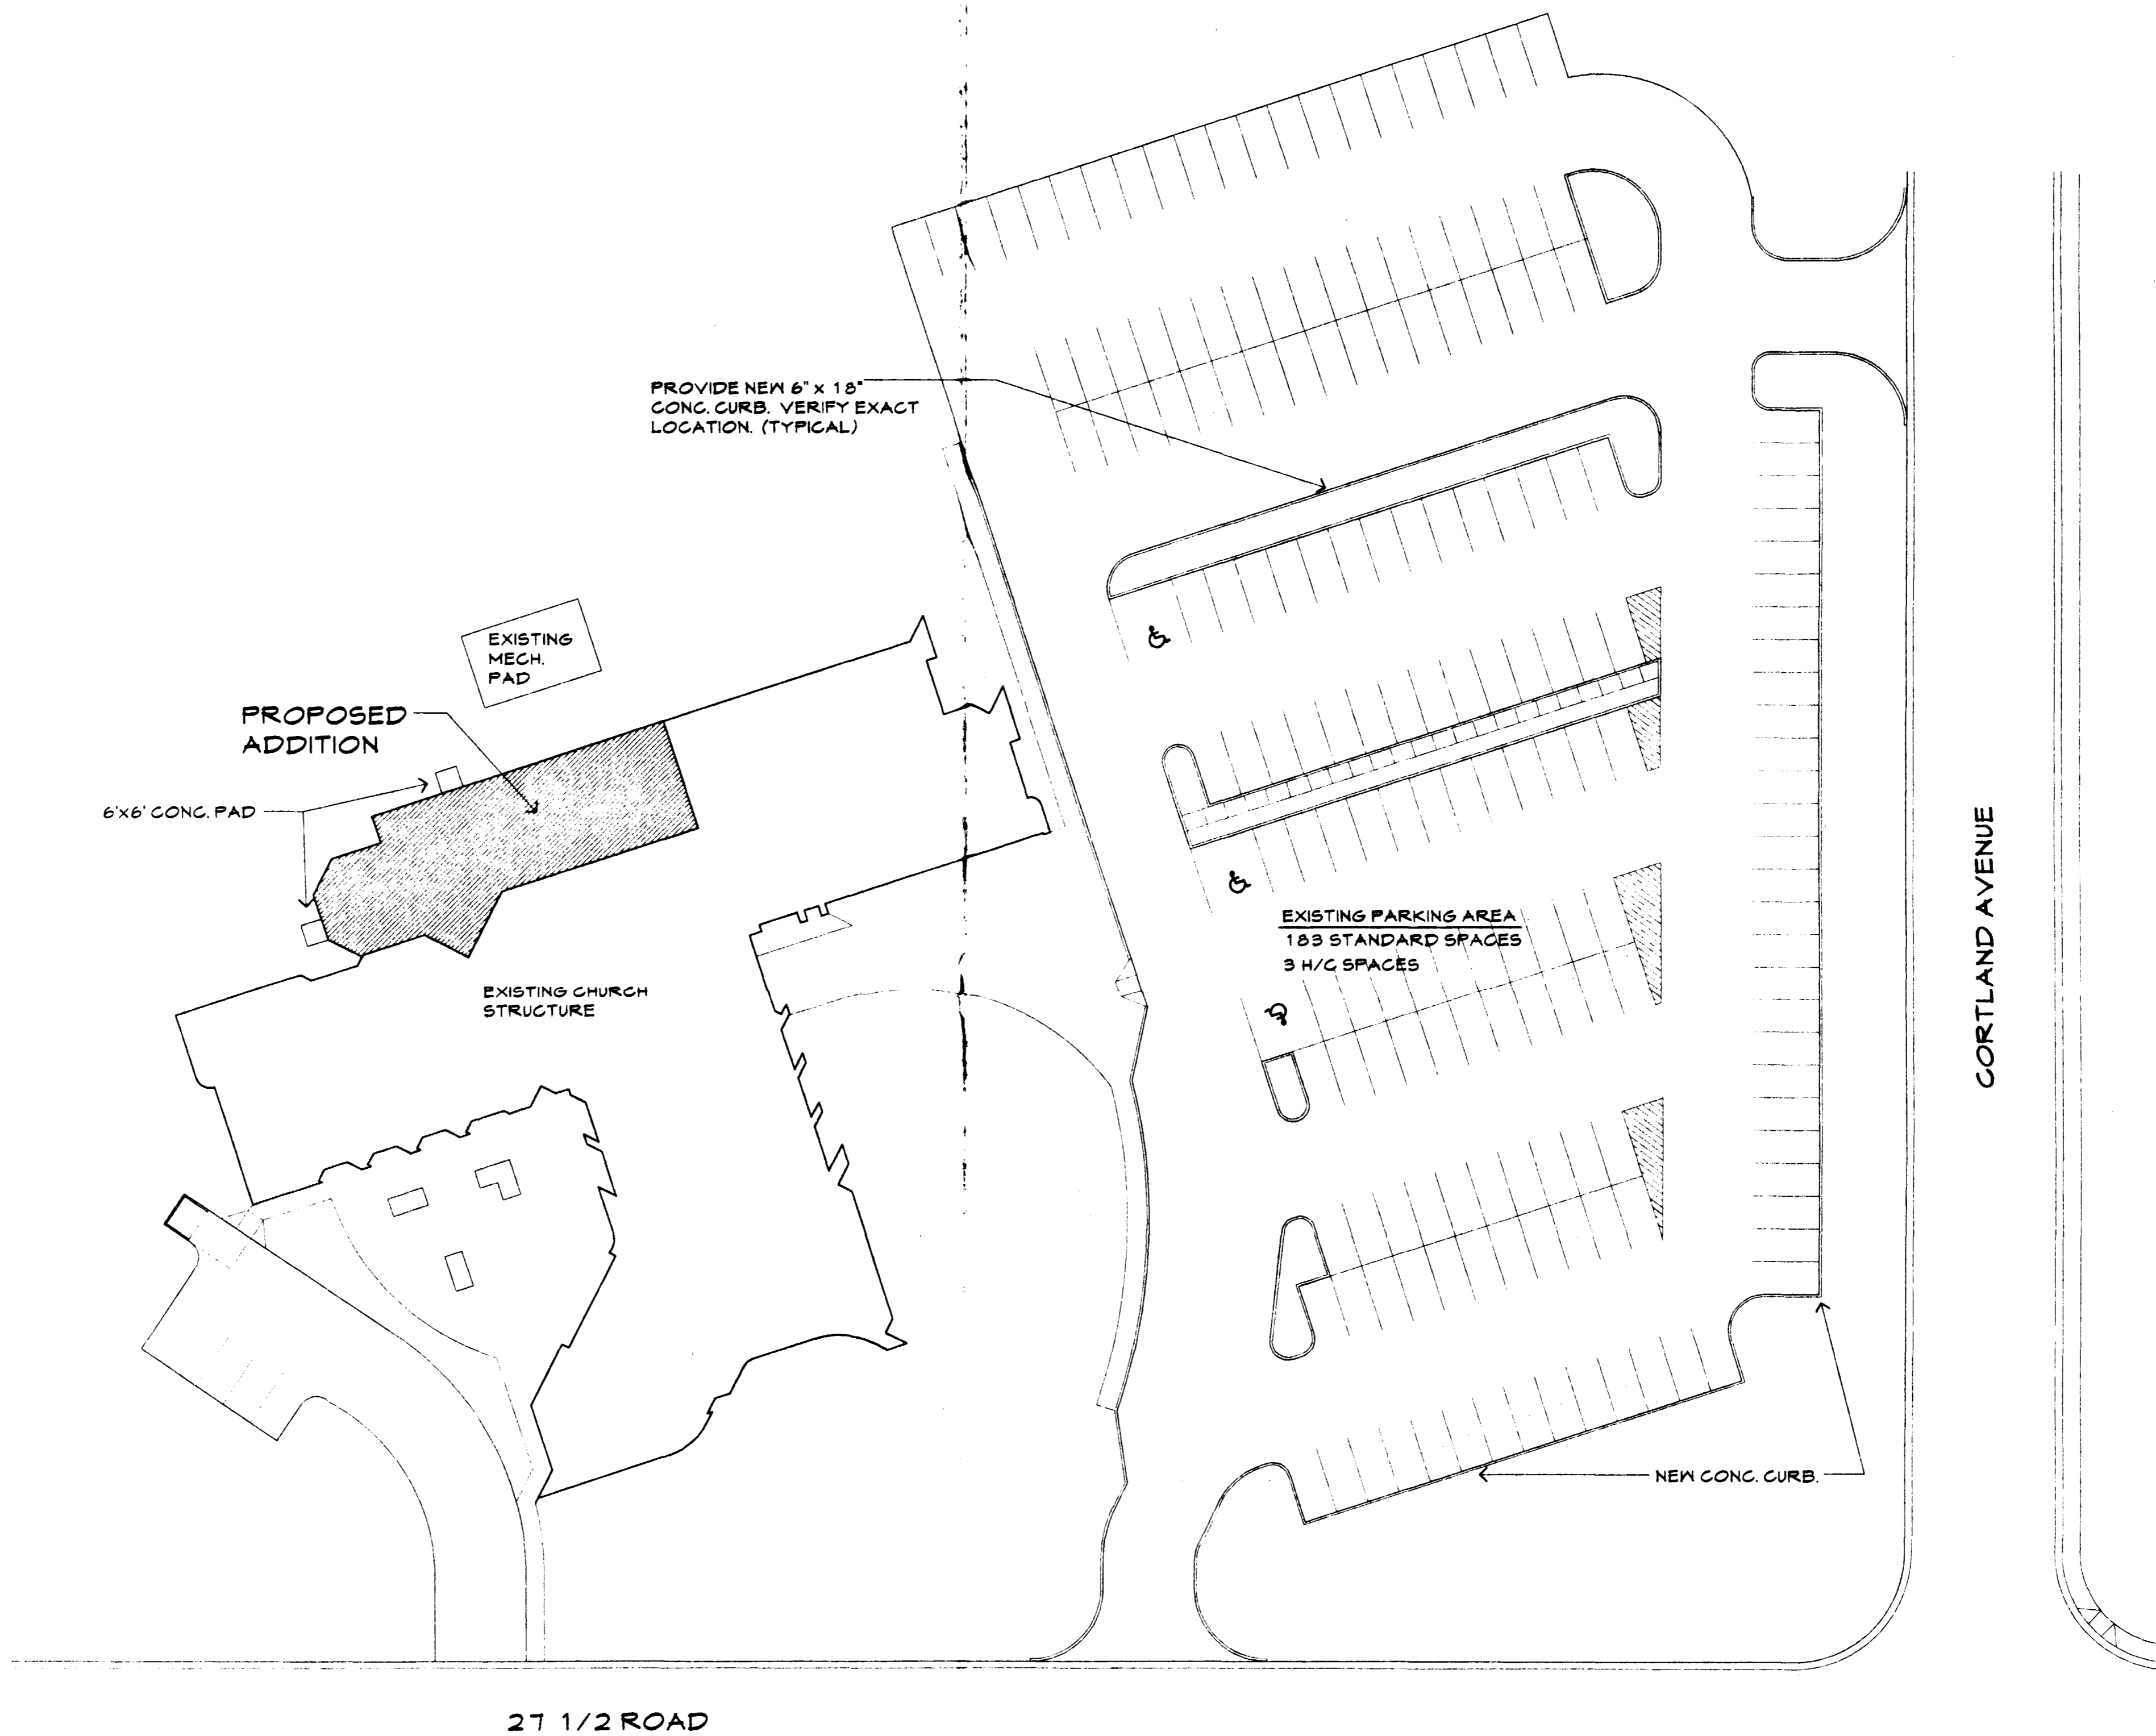 PROVIDE NEW 6" x 18"
CONC. CURB. VERIFY EXACT
LOCATION. (TYPICAL)
EXISTING
MECH.
PAD
PROPOSED
ADDITION
6'x6' CONC. PAD
EXISTING CHURCH
STRUCTURE
EXISTING PARKING AREA
183 STANDARD SPACES
3 H/C SPACES
CORTLAND AVENUE
NEW CONC. CURB.
27 1/2 ROAD